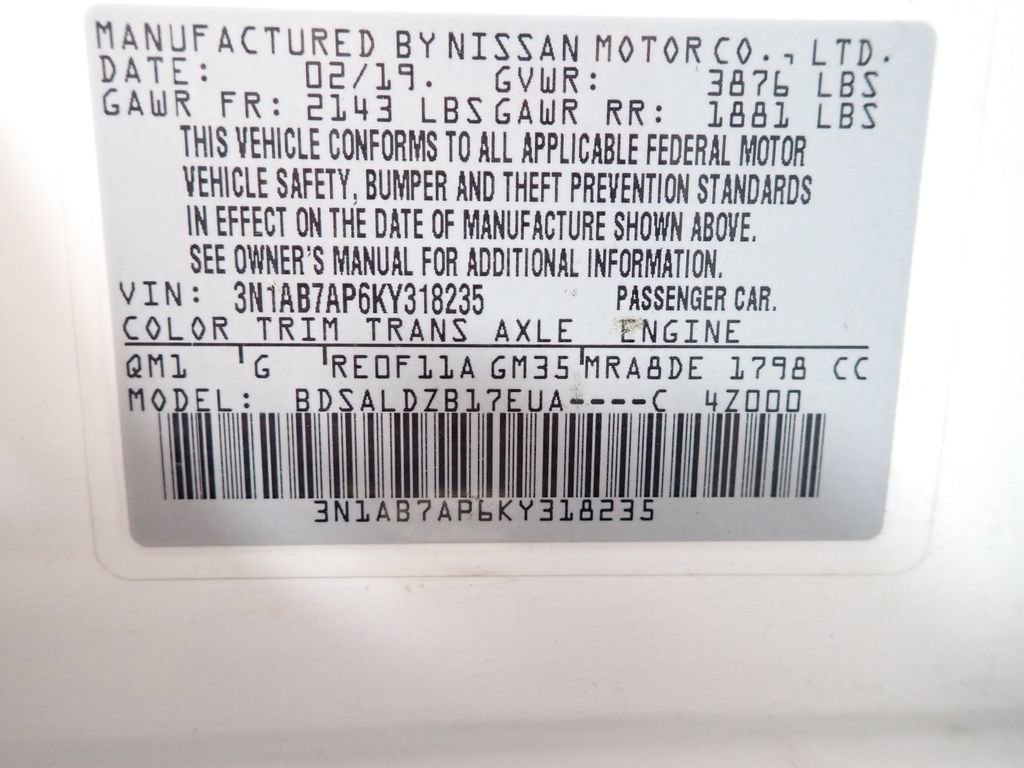 MANUFACTURED BY NISSAN MOTOR CO., LTD.
DATE: 02/19. GVWR: 3876 LBS
GAWR FR: 2143 LBS GAWR RR: 1881 LBS
THIS VEHICLE CONFORMS TO ALL APPLICABLE FEDERAL MOTOR
VEHICLE SAFETY, BUMPER AND THEFT PREVENTION STANDARDS
IN EFFECT ON THE DATE OF MANUFACTURE SHOWN ABOVE.
SEE OWNER'S MANUAL FOR ADDITIONAL INFORMATION.
VIN: 3N1AB7AP6KY318235 PASSENGER CAR.
COLOR TRIM TRANS AXLE ENGINE
QM1 G RE0F11A GM35 MRA8DE 1798 CC
MODEL: BDSALDZB17EUA----C 4Z000
3N1AB7AP6KY318235